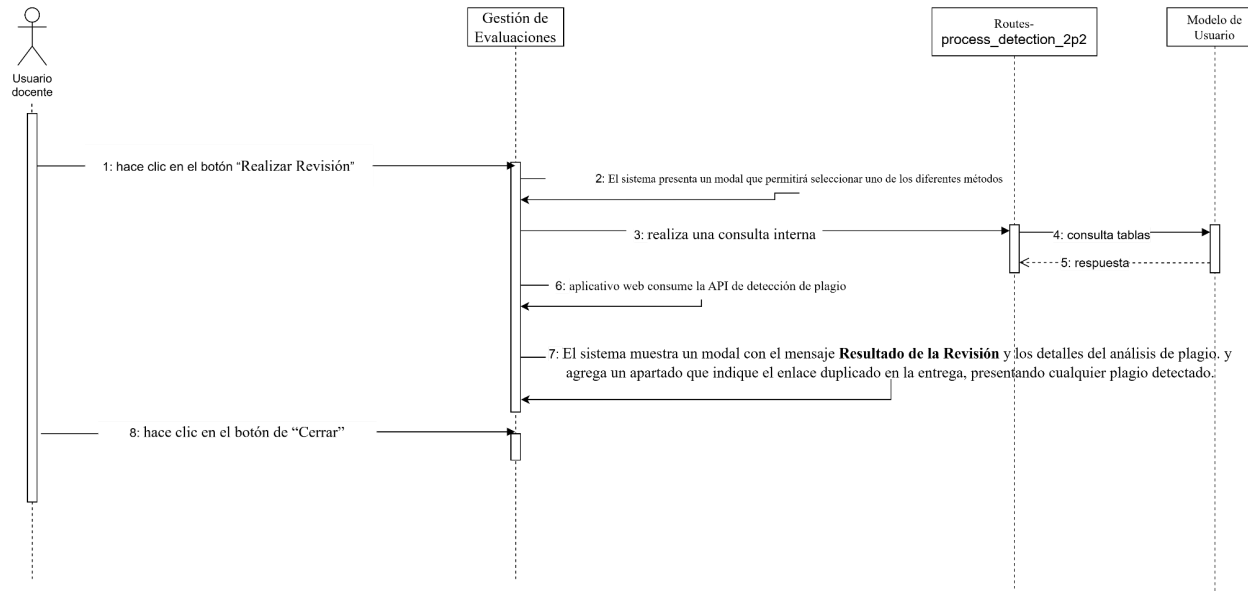 Usuario
docente
Gestión de
Evaluaciones
Routes-
process_detection_2p2
Modelo de
Usuario
1: hace clic en el botón “Realizar Revisión”
2: El sistema presenta un modal que permitirá seleccionar uno de los diferentes métodos
3: realiza una consulta interna
4: consulta tablas
5: respuesta
6: aplicativo web consume la API de detección de plagio
7: El sistema muestra un modal con el mensaje Resultado de la Revisión y los detalles del análisis de plagio. y
agrega un apartado que indique el enlace duplicado en la entrega, presentando cualquier plagio detectado.
8: hace clic en el botón de “Cerrar”